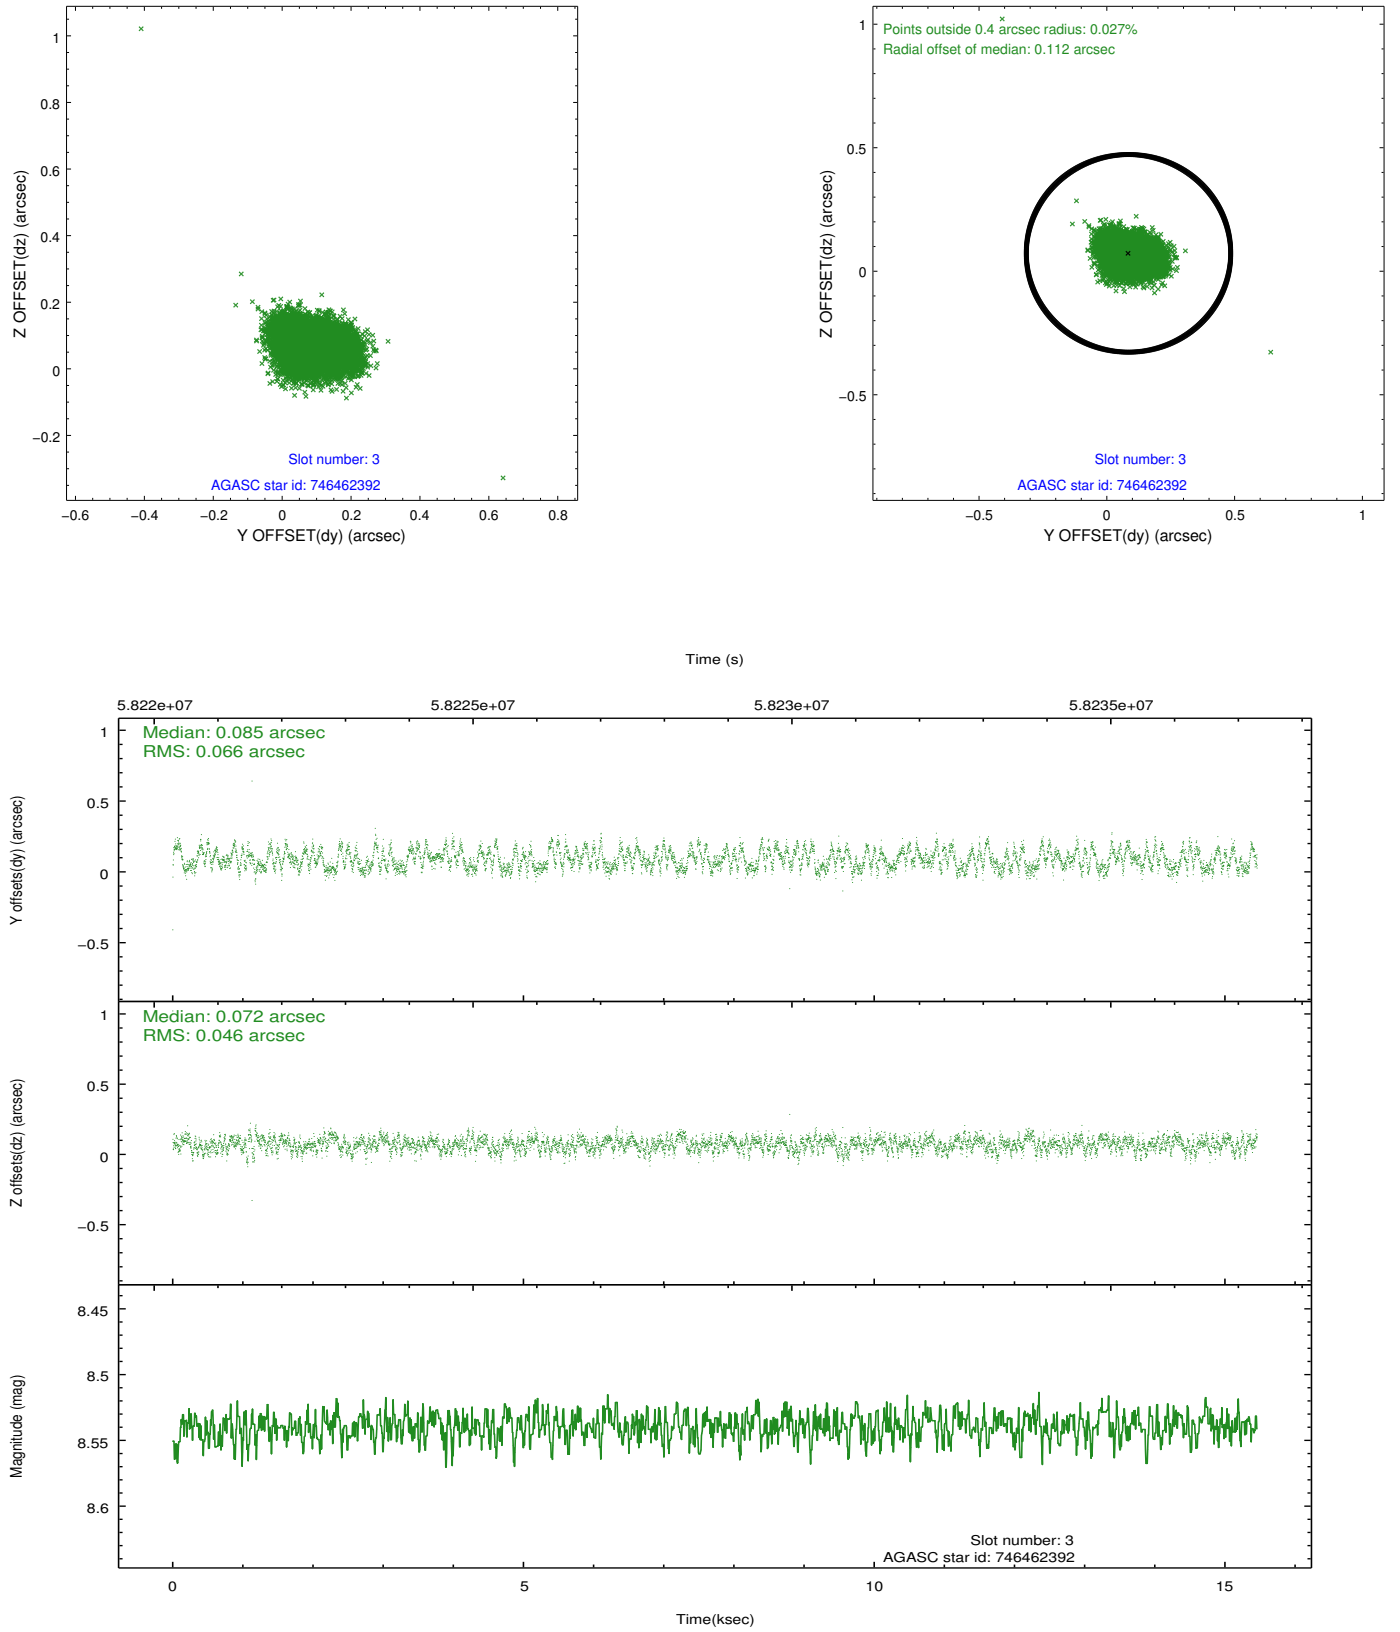 1
0.8
0.6
0.4
0.2
0
−0.2
Z OFFSET(dz) (arcsec)
Slot number: 3
AGASC star id: 746462392
−0.6 −0.4 −0.2 0 0.2 0.4 0.6 0.8
Y OFFSET(dy) (arcsec)
Points outside 0.4 arcsec radius: 0.027%
Radial offset of median: 0.112 arcsec
1
0.5
0
−0.5
Z OFFSET(dz) (arcsec)
Slot number: 3
AGASC star id: 746462392
−0.5 0 0.5 1
Y OFFSET(dy) (arcsec)
Time (s)
5.822e+07 5.8225e+07 5.823e+07 5.8235e+07
Median: 0.085 arcsec
RMS: 0.066 arcsec
1
0.5
0
−0.5
Y offsets(dy) (arcsec)
Median: 0.072 arcsec
RMS: 0.046 arcsec
1
0.5
0
−0.5
Z offsets(dz) (arcsec)
8.45
8.5
8.55
8.6
Magnitude (mag)
Slot number: 3
AGASC star id: 746462392
0 5 10 15
Time(ksec)